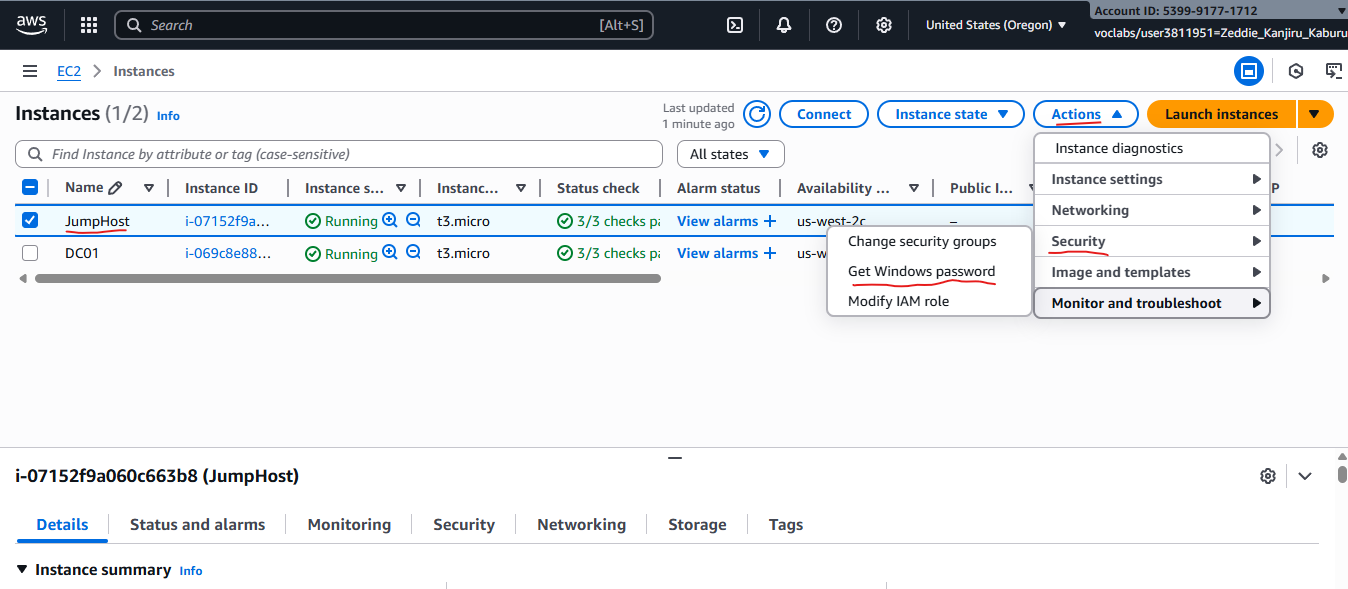 aws
Search [Alt+S]
United States (Oregon)
Account ID: 5399-9177-1712
voclabs/user3811951=Zeddie_Kanjiru_Kaburu
EC2 Instances
Instances (1/2) Info
Last updated
1 minute ago
Connect Instance state Actions Launch instances
Find Instance by attribute or tag (case-sensitive) All states
Name Instance ID Instance s... Instanc... Status check Alarm status Availability ... Public I... P
JumpHost i-07152f9a... Running t3.micro 3/3 checks pa View alarms + us-west-2c –
DC01 i-069c8e88... Running t3.micro 3/3 checks pa View alarms + us-w
Instance diagnostics
Instance settings
Networking
Security
Image and templates
Monitor and troubleshoot
Change security groups
Get Windows password
Modify IAM role
i-07152f9a060c663b8 (JumpHost)
Details Status and alarms Monitoring Security Networking Storage Tags
Instance summary Info